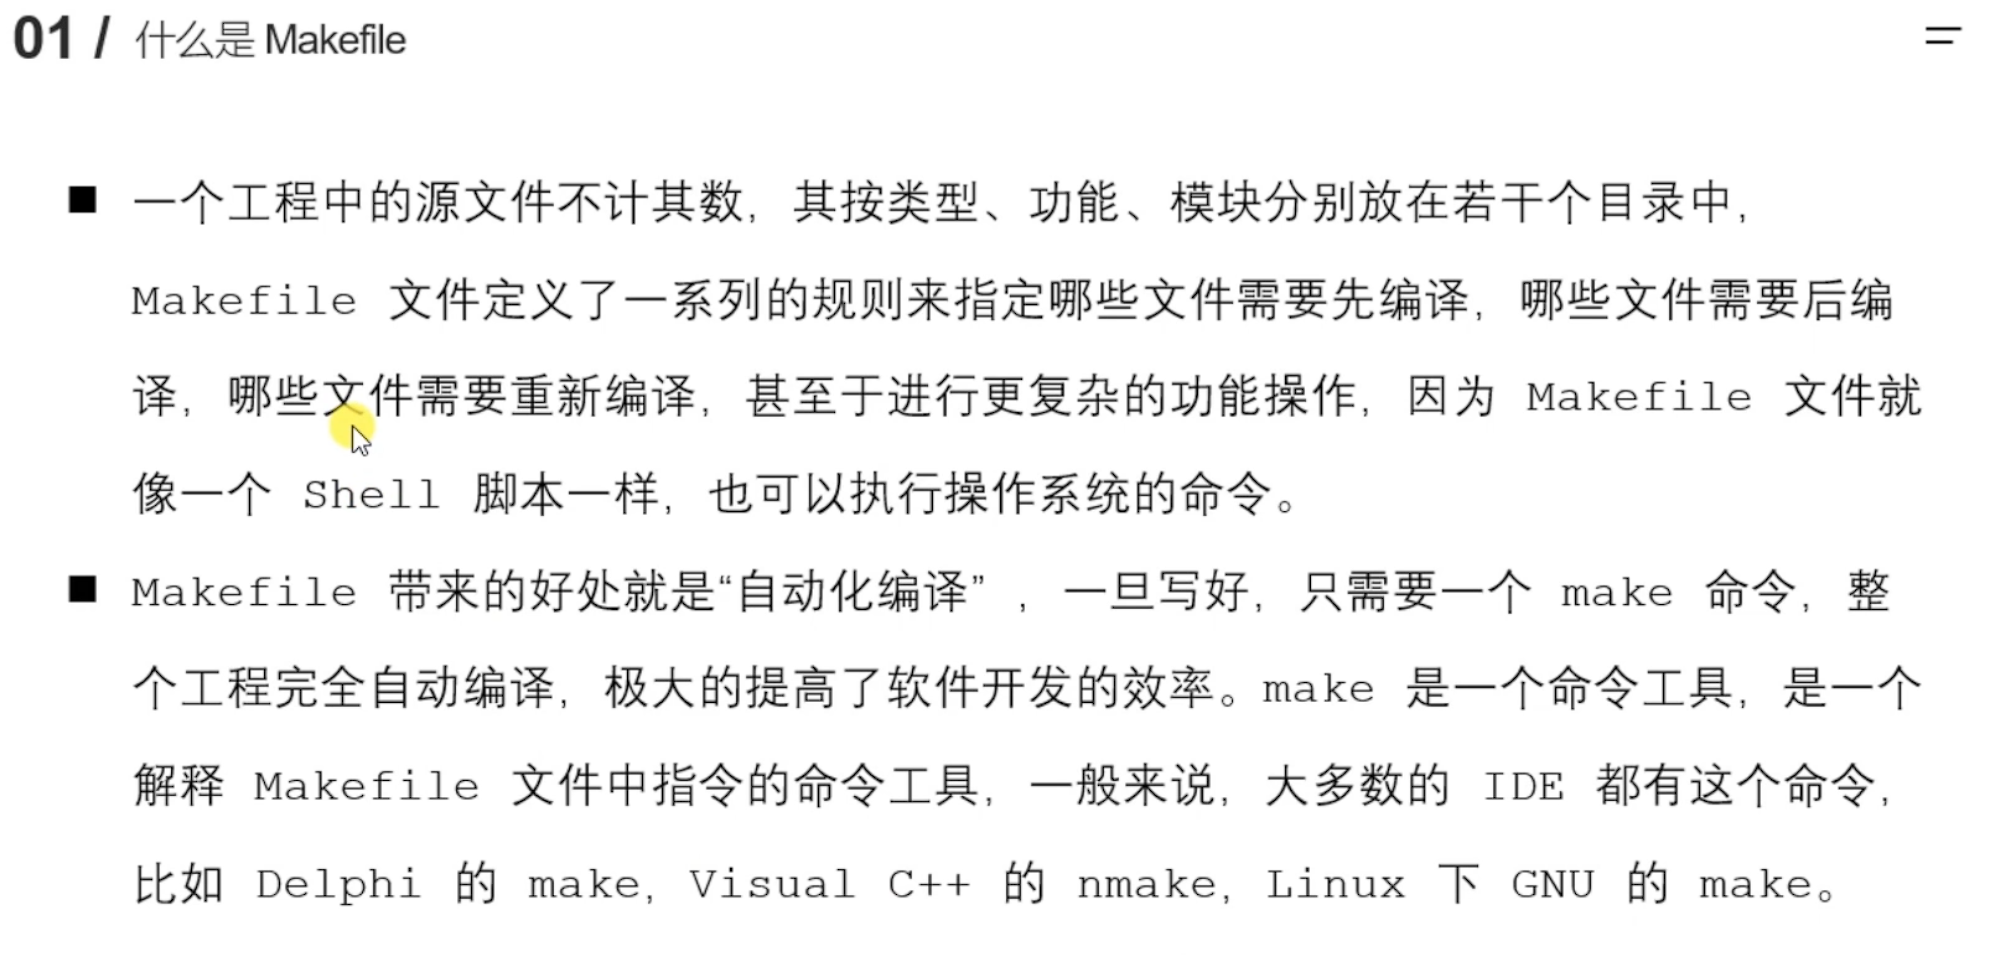 01 / 什么是 Makefile
■ 一个工程中的源文件不计其数，其按类型、功能、模块分别放在若干个目录中，
Makefile 文件定义了一系列的规则来指定哪些文件需要先编译，哪些文件需要后编
译，哪些文件需要重新编译，甚至于进行更复杂的功能操作，因为 Makefile 文件就
像一个 Shell 脚本一样，也可以执行操作系统的命令。
■ Makefile 带来的好处就是“自动化编译” ，一旦写好，只需要一个 make 命令，整
个工程完全自动编译，极大的提高了软件开发的效率。make 是一个命令工具，是一个
解释 Makefile 文件中指令的命令工具，一般来说，大多数的 IDE 都有这个命令，
比如 Delphi 的 make，Visual C++ 的 nmake，Linux 下 GNU 的 make。